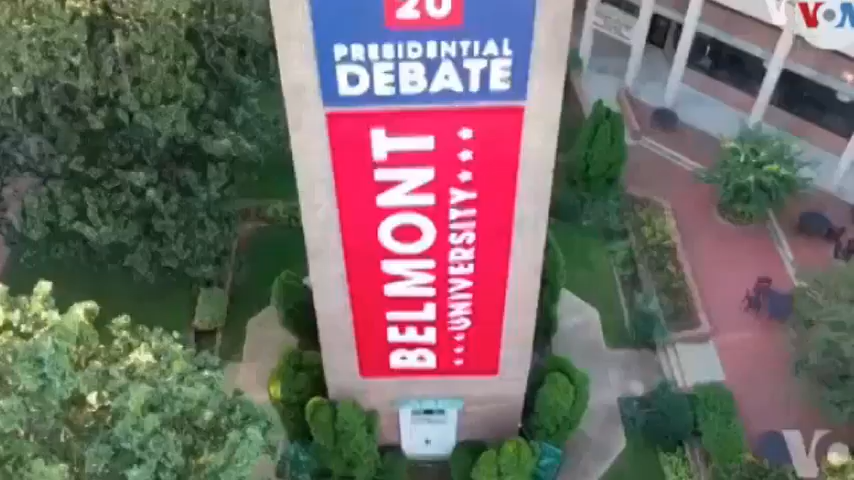 20
PRESIDENTIAL
DEBATE
BELMONT
UNIVERSITY
VOA
VOA